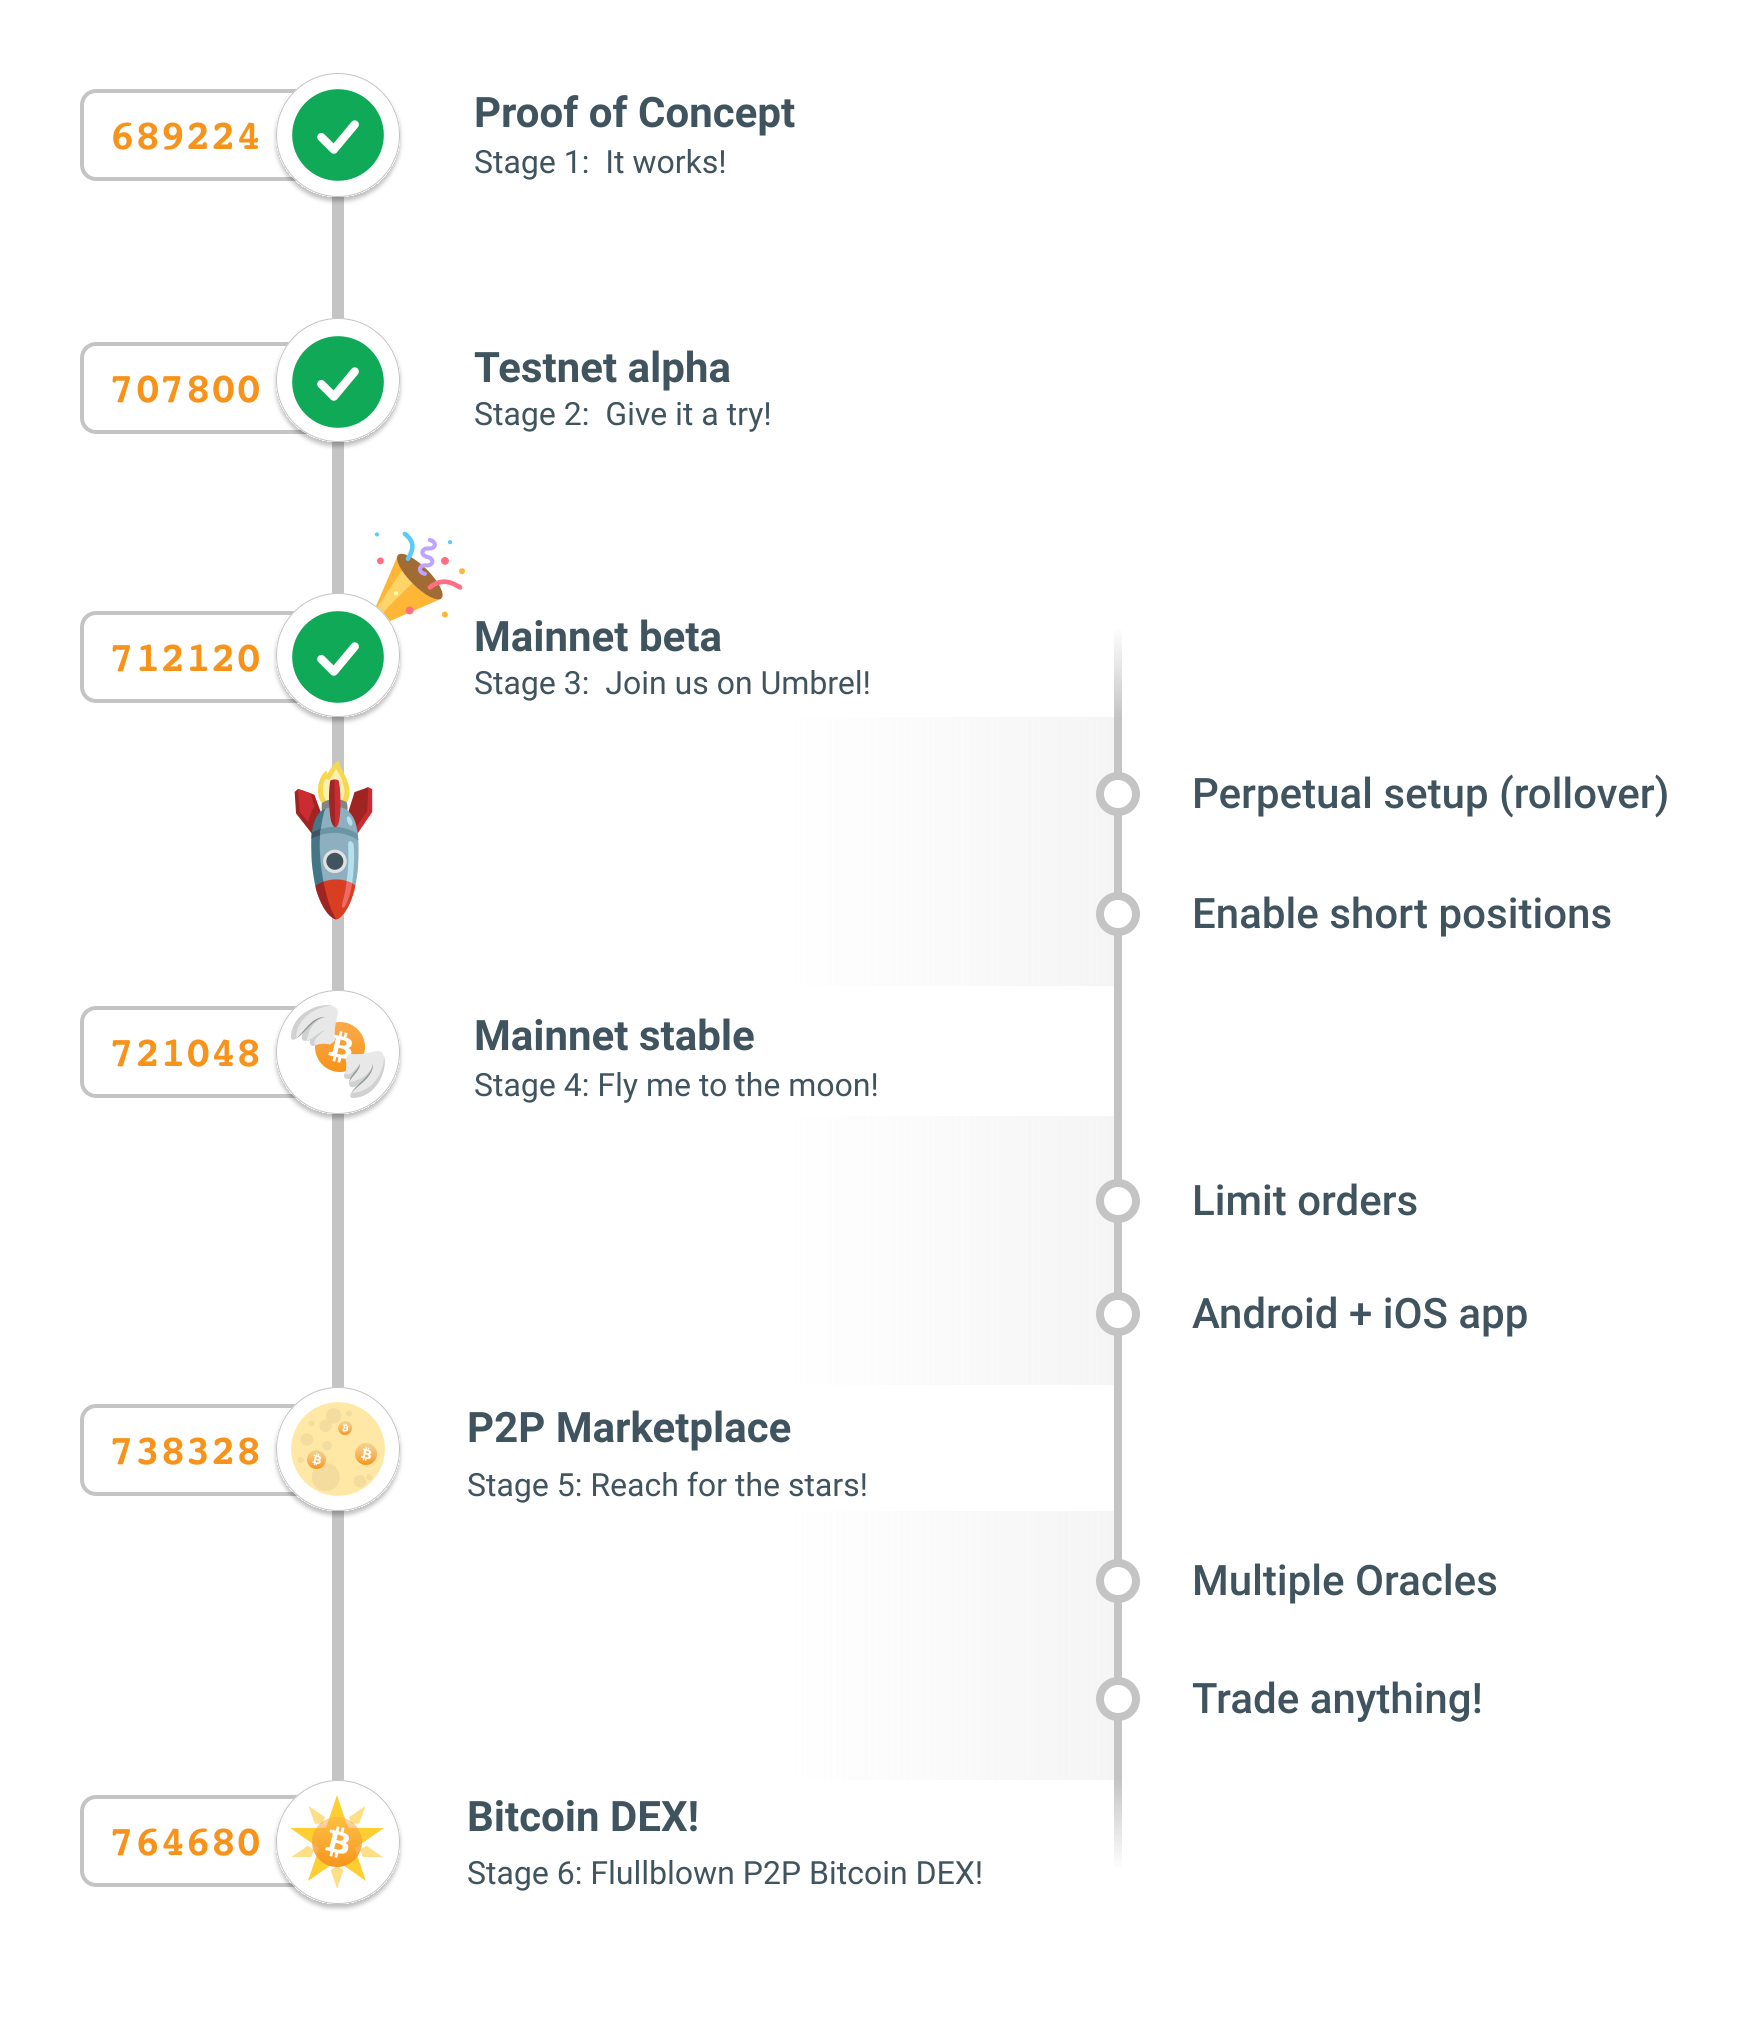 689224
Proof of Concept
Stage 1:  It works!
707800
Testnet alpha
Stage 2:  Give it a try!
712120
Mainnet beta
Stage 3:  Join us on Umbrel!
Perpetual setup (rollover)
Enable short positions
721048
Mainnet stable
Stage 4: Fly me to the moon!
Limit orders
Android + iOS app
738328
P2P Marketplace
Stage 5: Reach for the stars!
Multiple Oracles
Trade anything!
764680
Bitcoin DEX!
Stage 6: Flullblown P2P Bitcoin DEX!